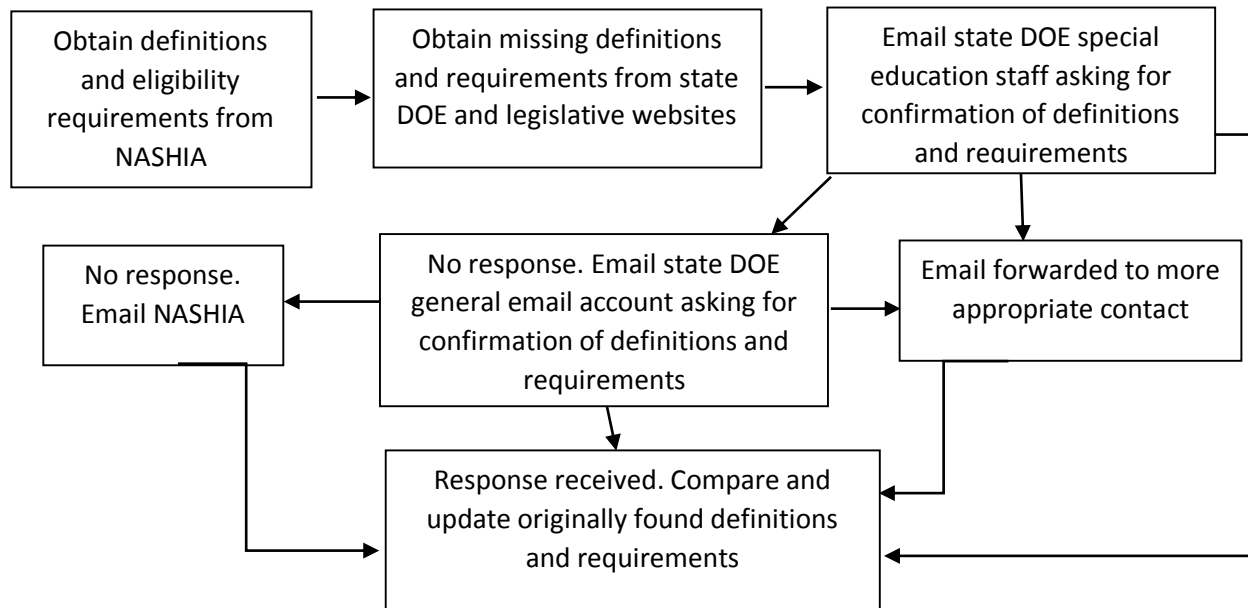 Obtain definitions
and eligibility
requirements from
NASHIA
Obtain missing definitions
and requirements from state
DOE and legislative websites
Email state DOE special
education staff asking for
confirmation of definitions
and requirements
No response.
Email NASHIA
No response. Email state DOE
general email account asking for
confirmation of definitions and
requirements
Email forwarded to more
appropriate contact
Response received. Compare and
update originally found definitions
and requirements